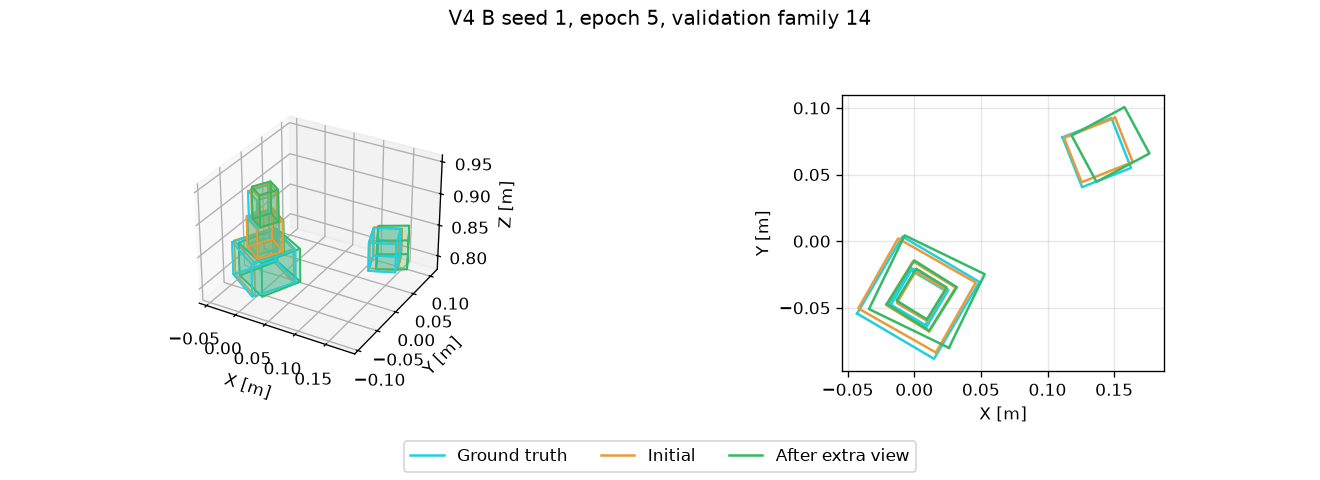 V4 B seed 1, epoch 5, validation family 14
0.95
0.90
0.85
0.80
Z [m]
0.10
0.05
0.00
−0.05
−0.10
Y [m]
−0.05
0.00
0.05
0.10
0.15
X [m]
0.10
0.05
0.00
−0.05
Y [m]
−0.05 0.00 0.05 0.10 0.15
X [m]
Ground truth Initial After extra view